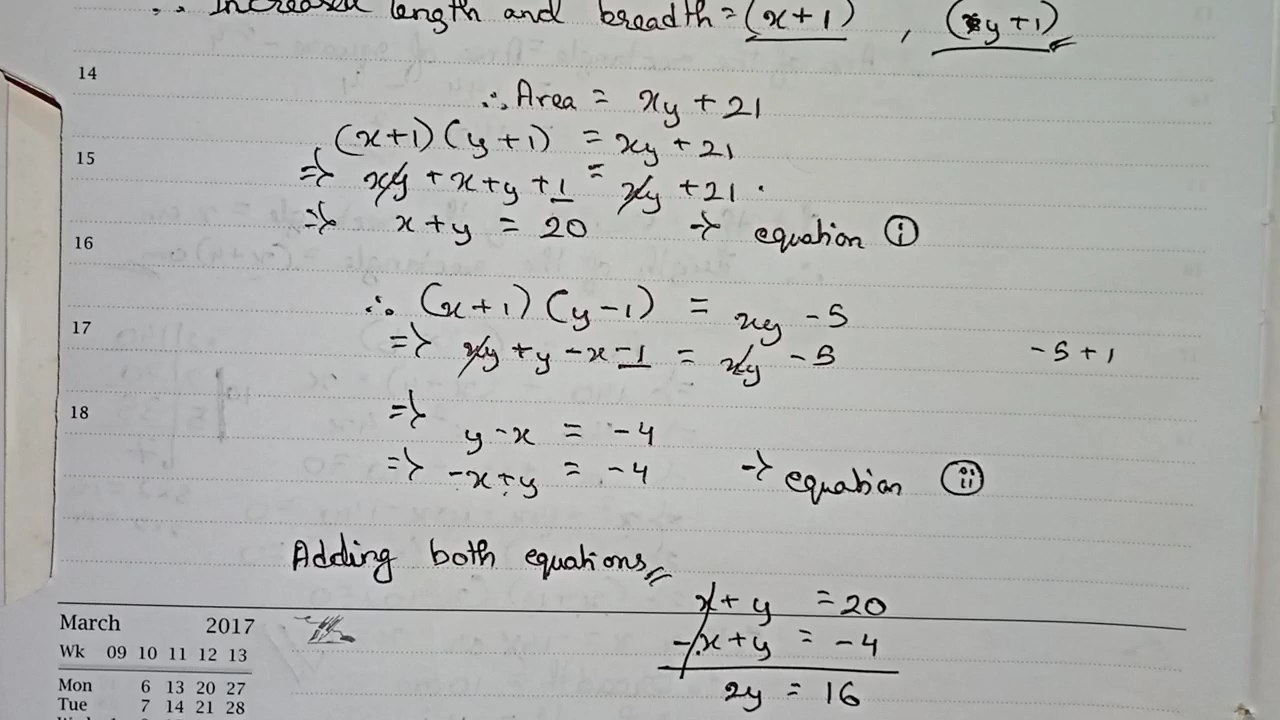 ∴ Increased length and breadth = (x+1) , (y+1)
14
∴ Area = xy + 21
(x+1) (y+1) = xy + 21
15
=> xy + x + y + 1 = xy + 21 .
=> x + y = 20 -> equation (i)
16
∴ (x+1) (y-1) = xy - 5
17
=> xy + y - x - 1 = xy - 5 -5 + 1
18
=> y - x = -4
=> -x + y = -4 -> equation (ii)
Adding both equations,,
x + y = 20
March 2017
-x + y = -4
Wk 09 10 11 12 13
2y = 16
Mon 6 13 20 27
Tue 7 14 21 28